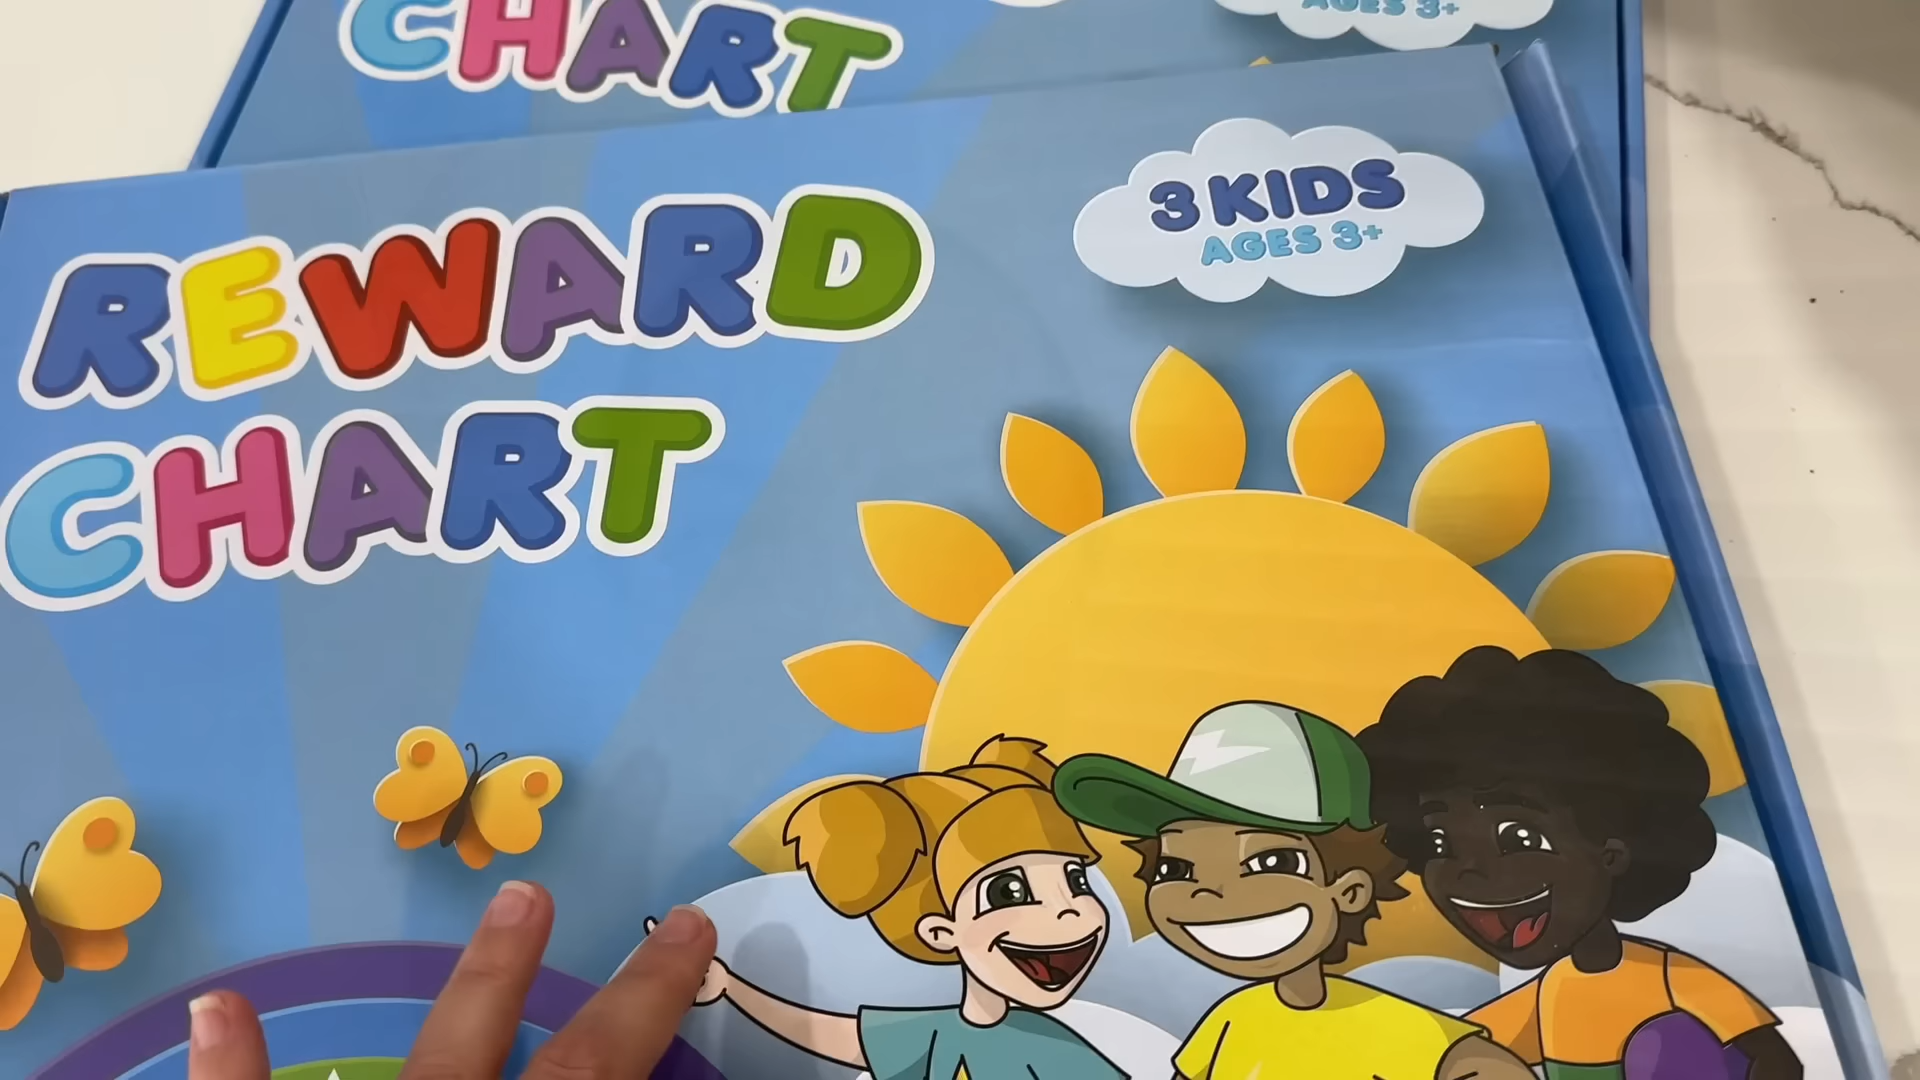 CHART
AGES 3+
3 KIDS
AGES 3+
REWARD
CHART